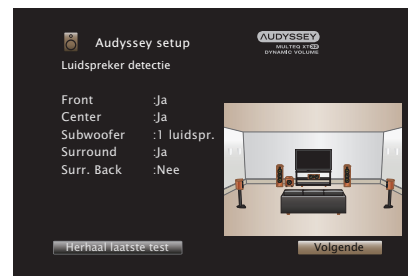 Audyssey setup
AUDYSSEY
MULTEQ XT32
DYNAMIC VOLUME
Luidspreker detectie
Front :Ja
Center :Ja
Subwoofer :1 luidspr.
Surround :Ja
Surr. Back :Nee
Herhaal laatste test
Volgende